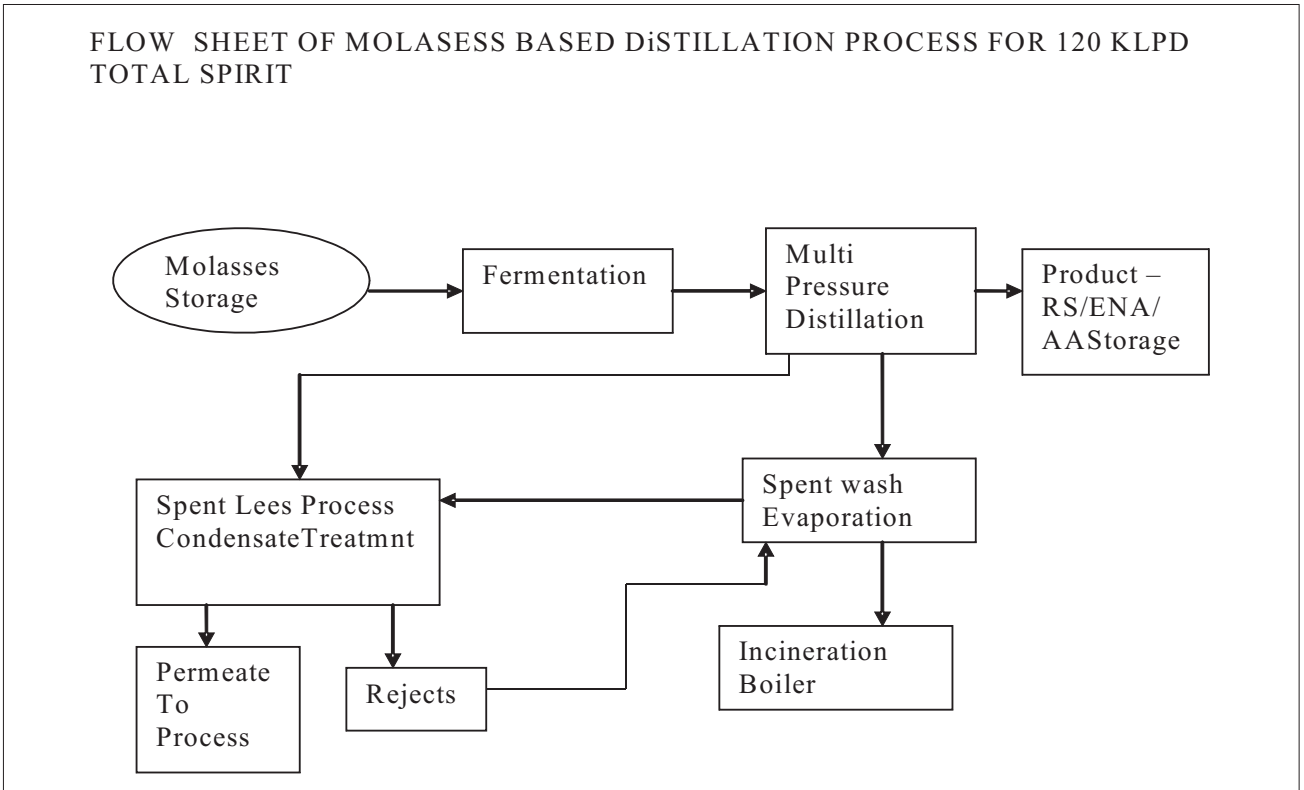 FLOW SHEET OF MOLASESS BASED DiSTILLATION PROCESS FOR 120 KLPD
TOTAL SPIRIT
Molasses
Storage
Fermentation
Multi
Pressure
Distillation
Product –
RS/ENA/
AAStorage
Spent Lees Process
CondensateTreatmnt
Spent wash
Evaporation
Permeate
To
Process
Rejects
Incineration
Boiler